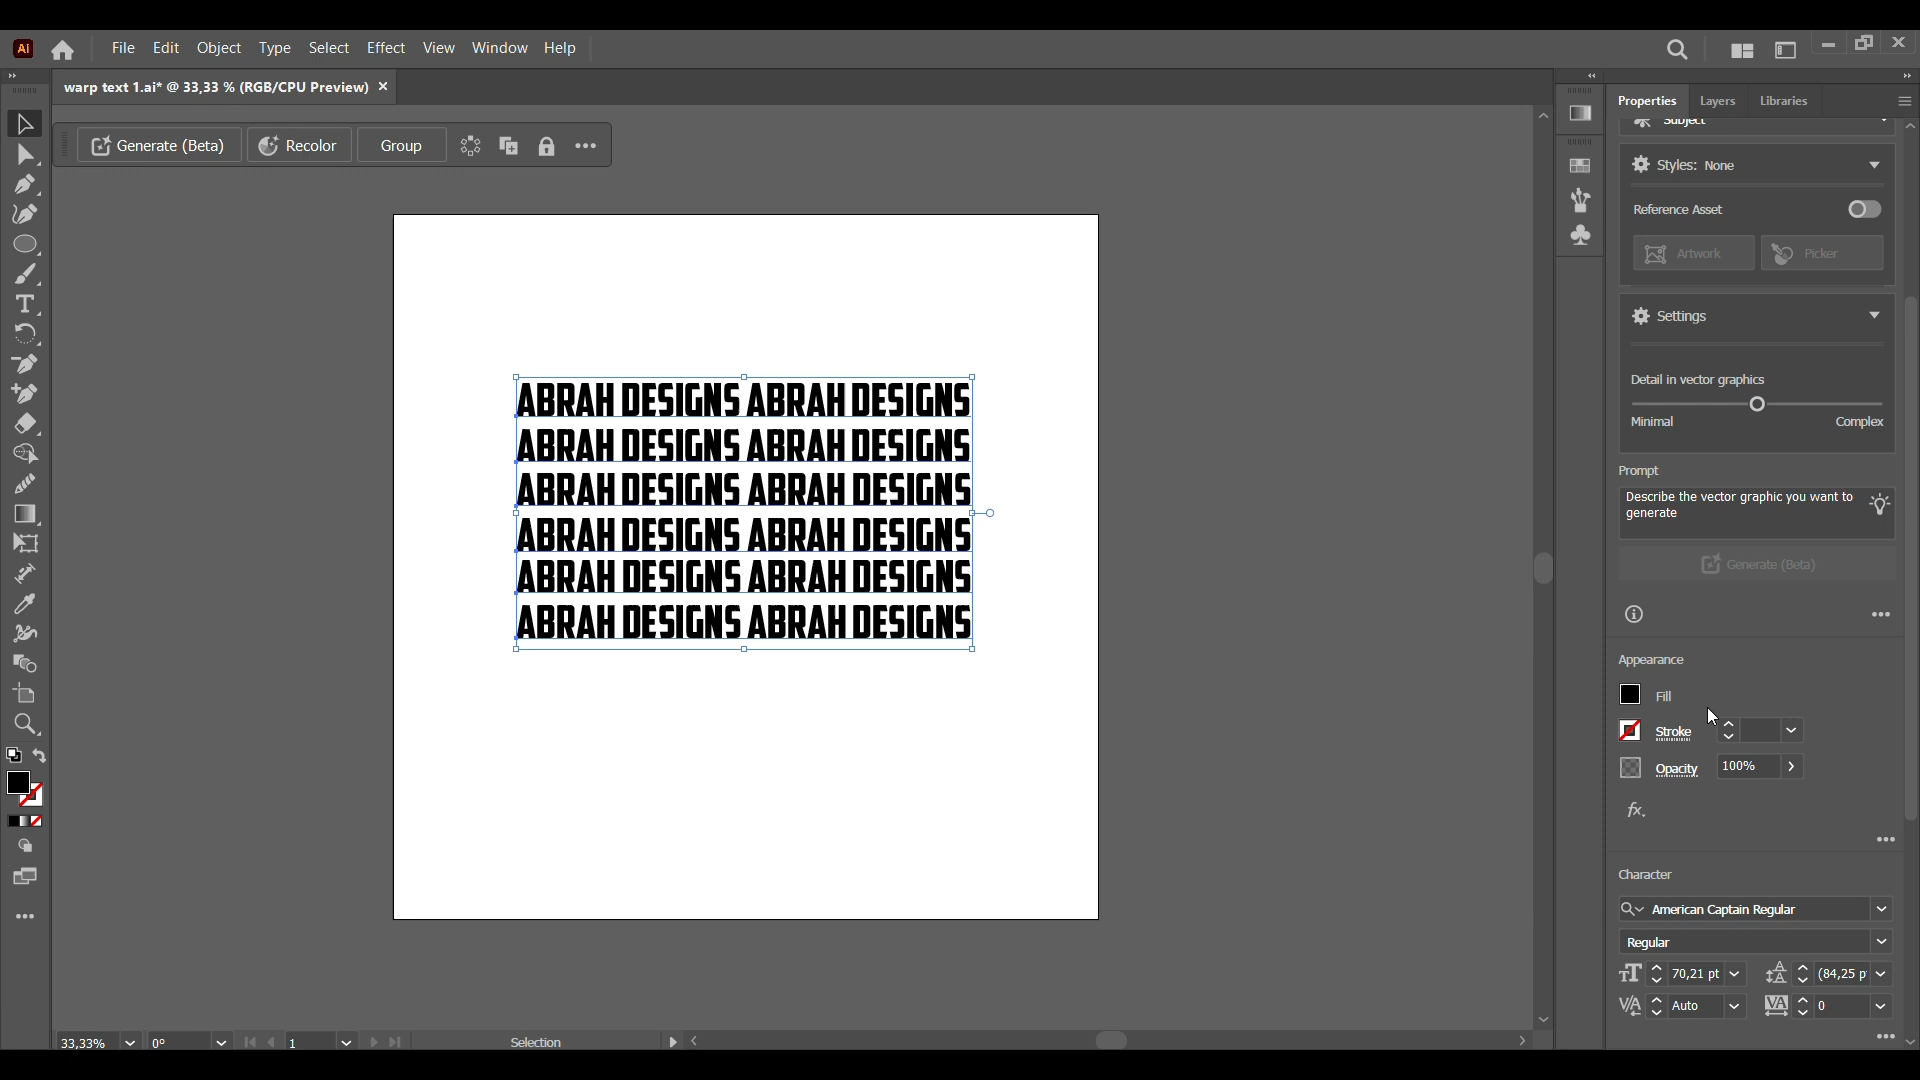 Ai File Edit Object Type Select Effect View Window Help
warp text 1.ai* @ 33,33 % (RGB/CPU Preview)
Properties Layers Libraries
Generate (Beta) Recolor Group
Subject
Styles: None
Reference Asset
Artwork Picker
Settings
Detail in vector graphics
Minimal Complex
Prompt
Describe the vector graphic you want to
generate
Generate (Beta)
ABRAH DESIGNS ABRAH DESIGNS
ABRAH DESIGNS ABRAH DESIGNS
ABRAH DESIGNS ABRAH DESIGNS
ABRAH DESIGNS ABRAH DESIGNS
ABRAH DESIGNS ABRAH DESIGNS
ABRAH DESIGNS ABRAH DESIGNS
Appearance
Fill
Stroke
Opacity 100%
fx
Character
American Captain Regular
Regular
70,21 pt (84,25 p
Auto 0
33,33% 0° 1 Selection